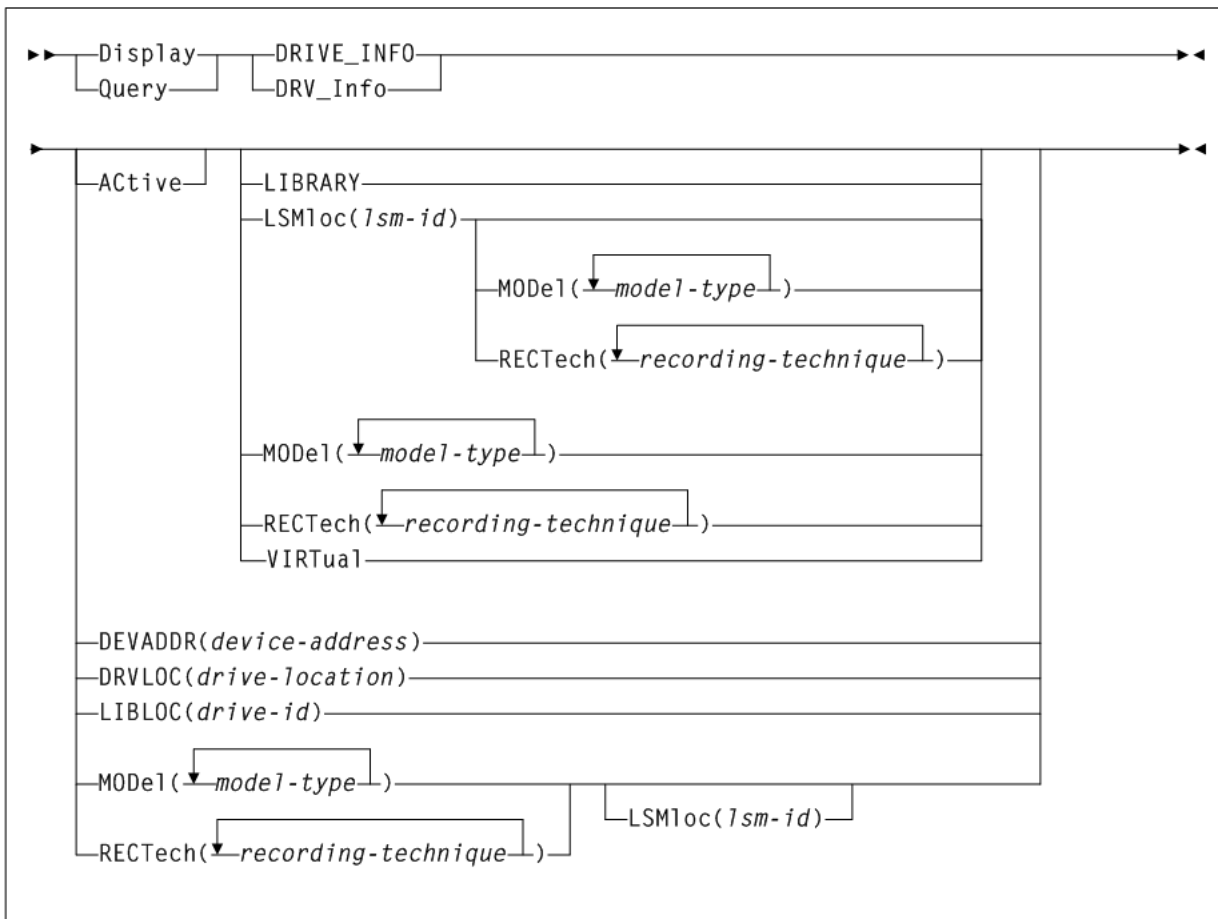 Display DRIVE_INFO
Query DRV_Info
ACtive
LIBRARY
LSMloc(lsm-id)
MODel( model-type )
RECTech( recording-technique )
MODel( model-type )
RECTech( recording-technique )
VIRTual
DEVADDR(device-address)
DRVLOC(drive-location)
LIBLOC(drive-id)
MODel( model-type )
LSMloc(lsm-id)
RECTech( recording-technique )